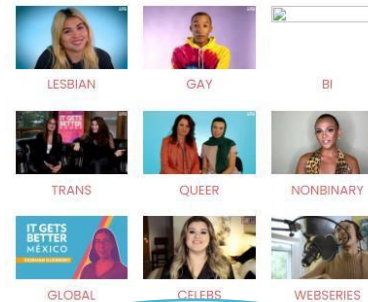 LESBIAN
GAY
BI
TRANS
QUEER
NONBINARY
IT GETS
BETTER
MÉXICO
GLOBAL
CELEBS
WEBSERIES